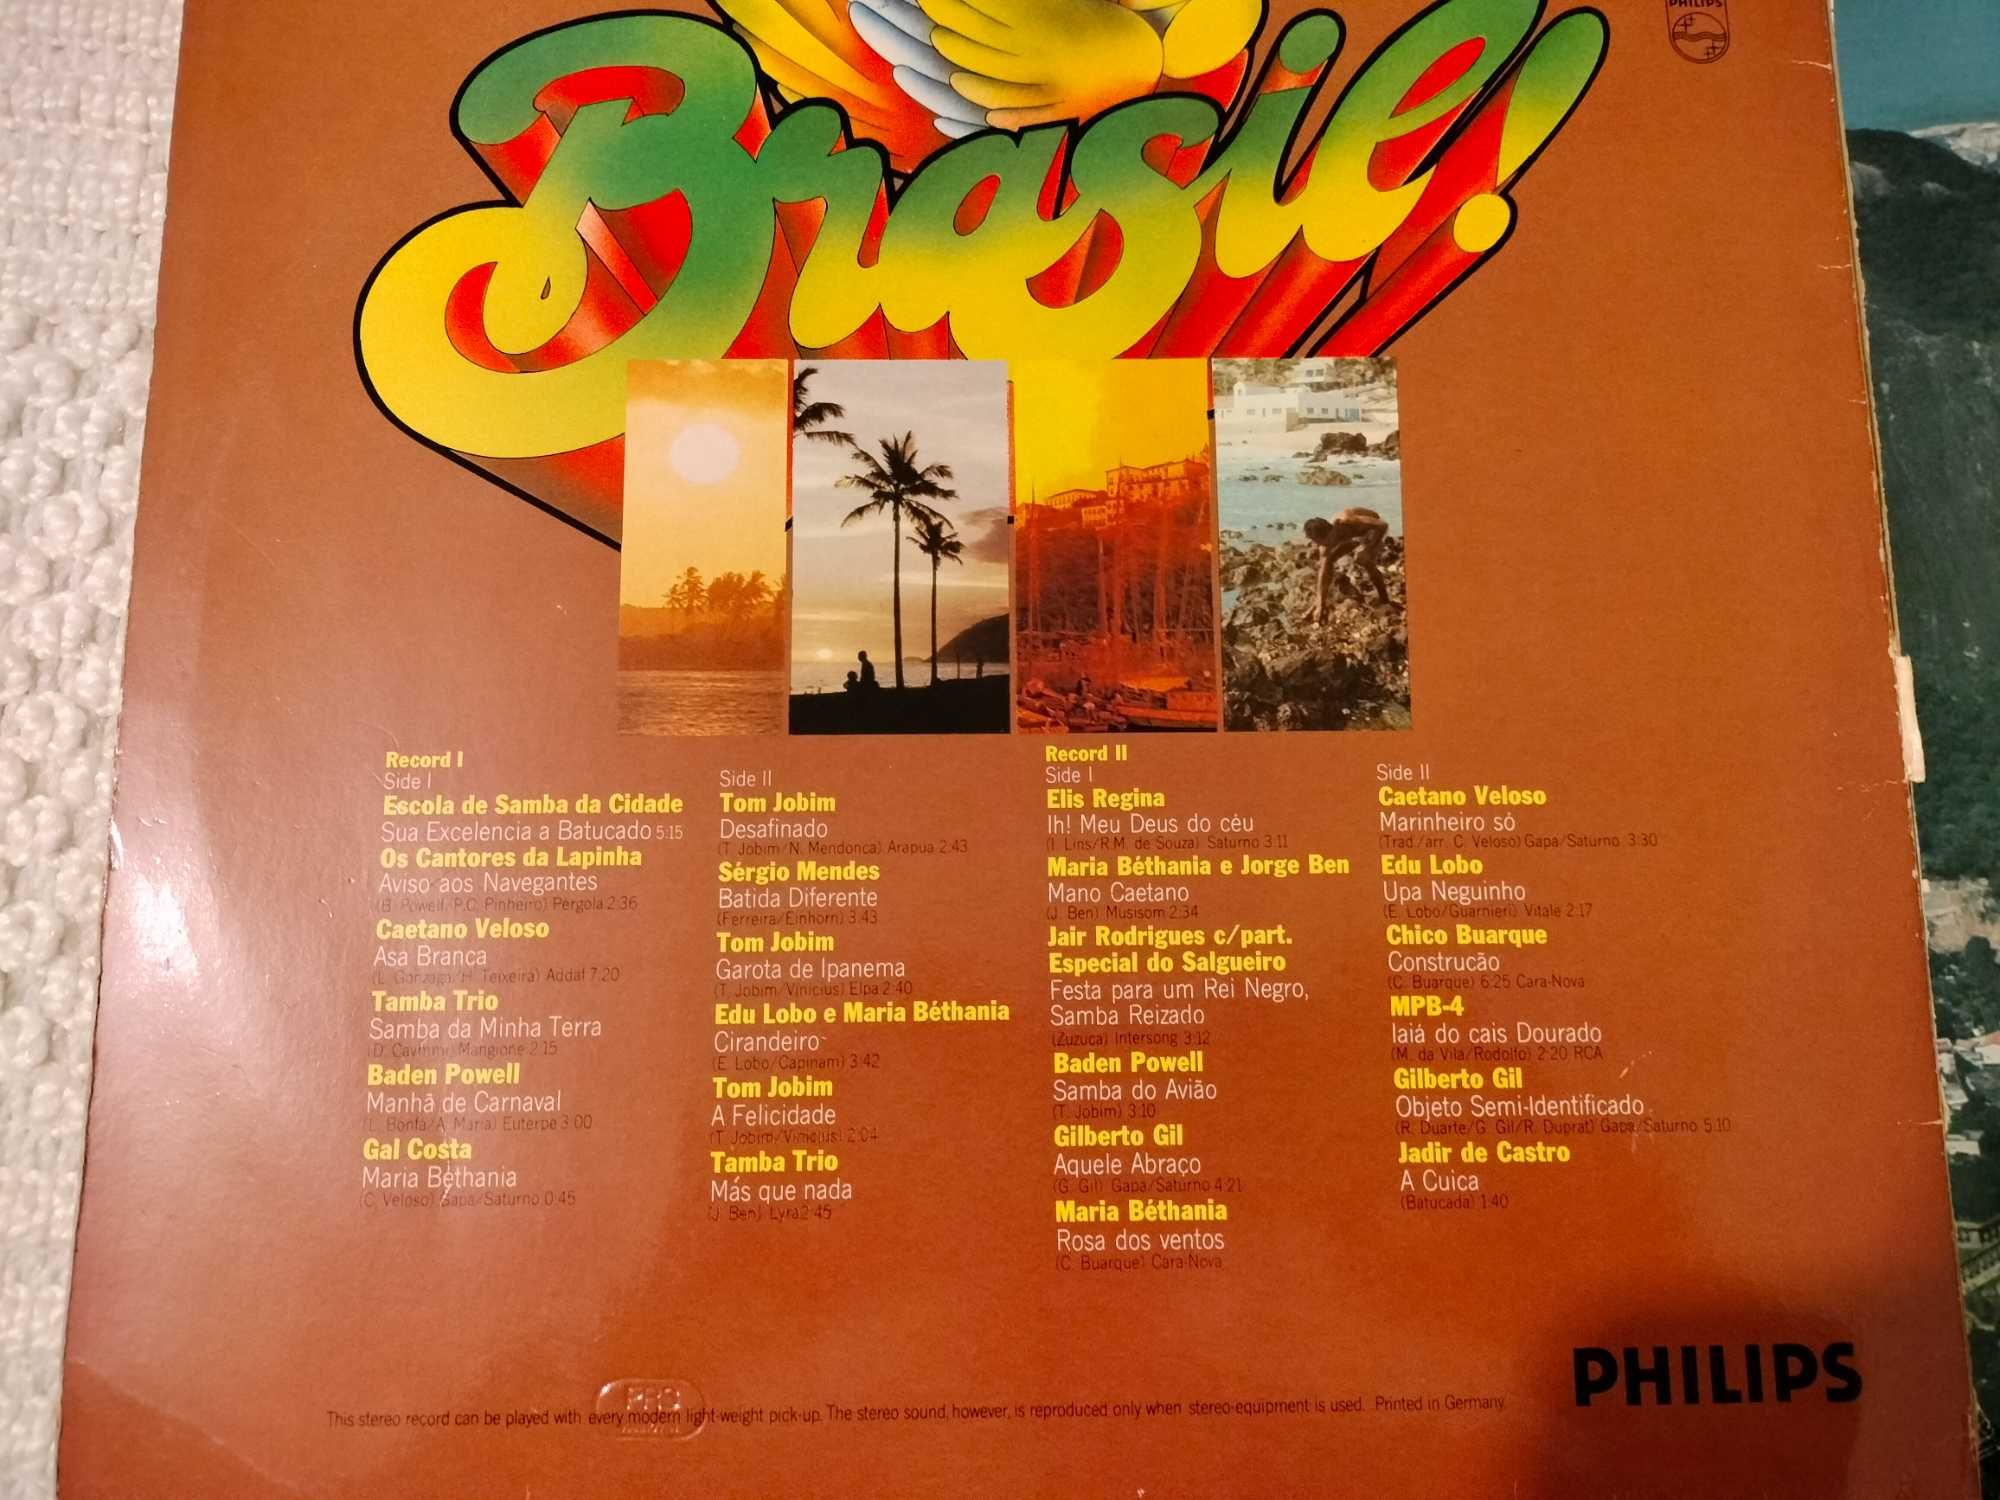 PHILIPS
Brasil!
Record I
Side I
Escola de Samba da Cidade
Sua Excelencia a Batucado 5:15
Os Cantores da Lapinha
Aviso aos Navegantes
(B. Powell/P.C. Pinheiro) Pergola 2:36
Caetano Veloso
Asa Branca
(L. Gonzaga/H. Teixeira) Addaf 7:20
Tamba Trio
Samba da Minha Terra
(D. Cavimmi) Mangione 2:15
Baden Powell
Manhã de Carnaval
(L. Bonfa/A. Maria) Euterpe 3:00
Gal Costa
Maria Bethania
(C. Veloso) Gapa/Saturno 0:45
Side II
Tom Jobim
Desafinado
(T. Jobim/N. Mendonca) Arapua 2:43
Sérgio Mendes
Batida Diferente
(Ferreira/Einhorn) 3:43
Tom Jobim
Garota de Ipanema
(T. Jobim/Vinicius) Elpa 2:40
Edu Lobo e Maria Béthania
Cirandeiro
(E. Lobo/Capinam) 3:42
Tom Jobim
A Felicidade
(T. Jobim/Vinicius) 2:04
Tamba Trio
Más que nada
(J. Ben) Lyra 2:45
Record II
Side I
Elis Regina
Ih! Meu Deus do céu
(I. Lins/R.M. de Souza) Saturno 3:11
Maria Béthania e Jorge Ben
Mano Caetano
(J. Ben) Musisom 2:34
Jair Rodrigues c/part.
Especial do Salgueiro
Festa para um Rei Negro,
Samba Reizado
(Zuzuca) Intersong 3:12
Baden Powell
Samba do Avião
(T. Jobim) 3:10
Gilberto Gil
Aquele Abraço
(G. Gil) Gapa/Saturno 4:21
Maria Béthania
Rosa dos ventos
(C. Buarque) Cara-Nova
Side II
Caetano Veloso
Marinheiro só
(Trad./arr. C. Veloso) Gapa/Saturno 3:30
Edu Lobo
Upa Neguinho
(E. Lobo/Guarnieri) Vitale 2:17
Chico Buarque
Construcão
(C. Buarque) 6:25 Cara-Nova
MPB-4
Iaiá do cais Dourado
(M. da Vila/Rodolfo) 2:20 RCA
Gilberto Gil
Objeto Semi-Identificado
(R. Duarte/G. Gil/R. Duprat) Gapa/Saturno 5:10
Jadir de Castro
A Cuica
(Batucada) 1:40
PHILIPS
PRO
This stereo record can be played with every modern light-weight pick-up. The stereo sound, however, is reproduced only when stereo-equipment is used. Printed in Germany